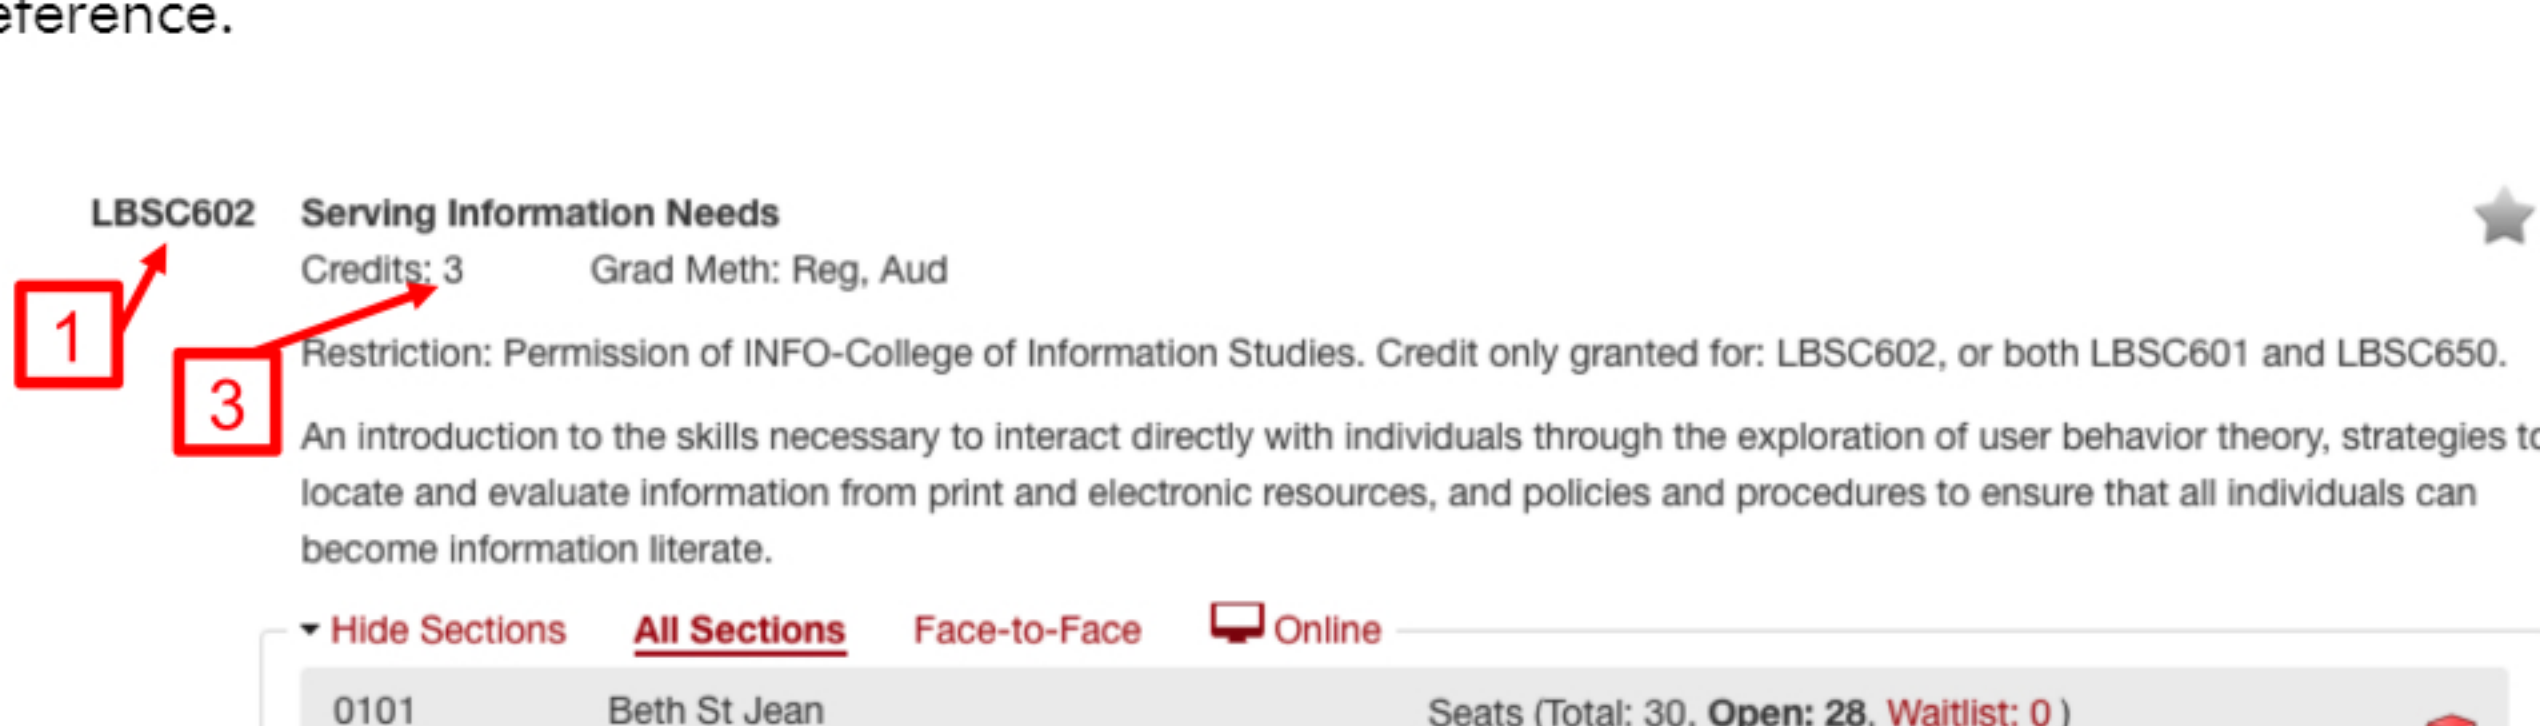 LBSC602 Serving Information Needs
Credits: 3 Grad Meth: Reg, Aud
1
Restriction: Permission of INFO-College of Information Studies. Credit only granted for: LBSC602, or both LBSC601 and LBSC650.
3
An introduction to the skills necessary to interact directly with individuals through the exploration of user behavior theory, strategies to
locate and evaluate information from print and electronic resources, and policies and procedures to ensure that all individuals can
become information literate.
Hide Sections All Sections Face-to-Face Online
0101 Beth St Jean Seats (Total: 30, Open: 28, Waitlist: 0 )